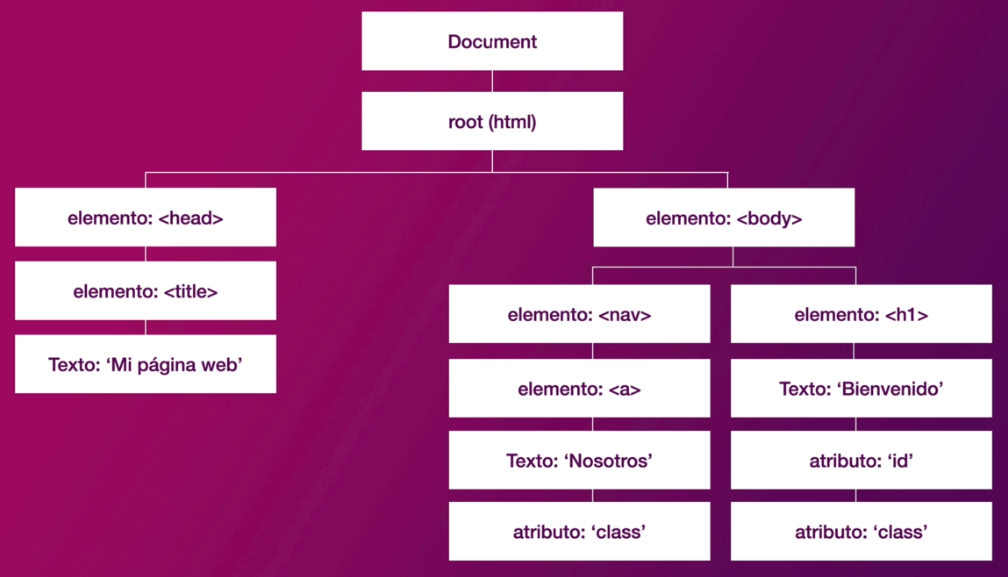 Document
root (html)
elemento: <head>
elemento: <body>
elemento: <title>
elemento: <nav>
elemento: <h1>
Texto: ‘Mi página web’
elemento: <a>
Texto: ‘Bienvenido’
Texto: ‘Nosotros’
atributo: ‘id’
atributo: ‘class’
atributo: ‘class’